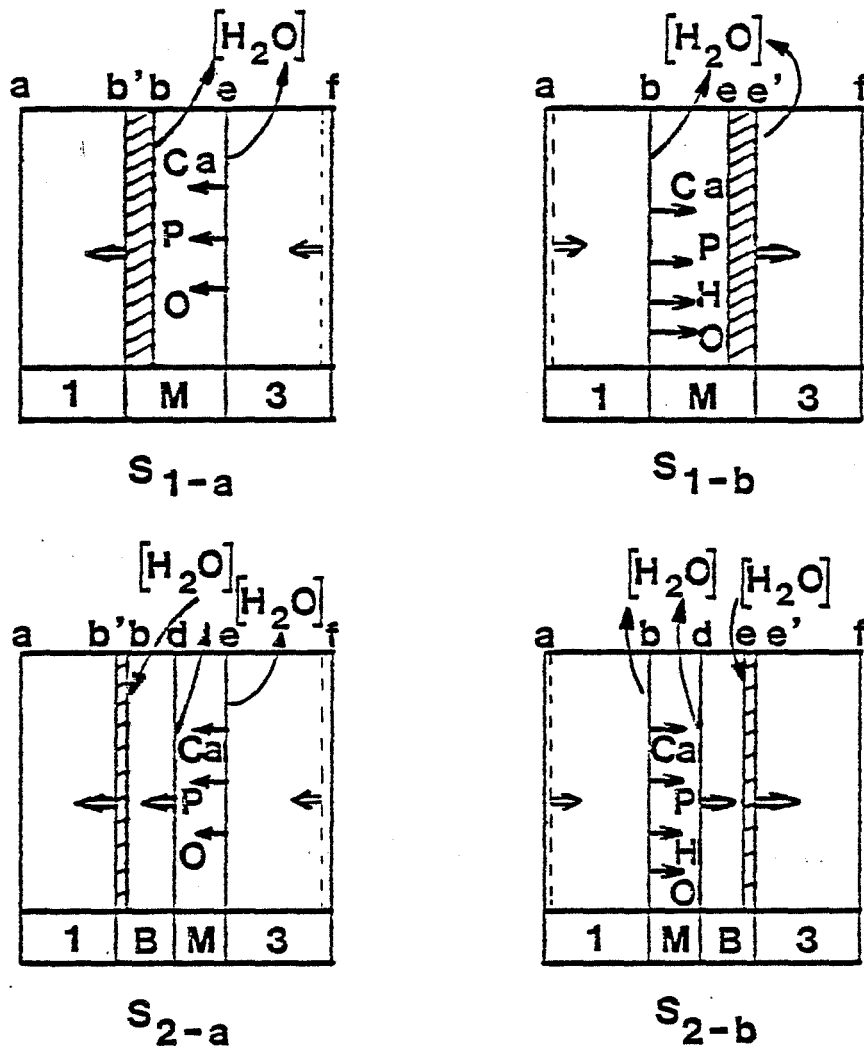 [H2O] [H2O]
a b' b e f a b e e' f
Ca Ca
P P
O H
O
1 M 3 1 M 3
S1-a S1-b
[H2O] [H2O] [H2O] [H2O]
a b' b d e f a b d e e' f
Ca Ca
P P
O H
O
1 B M 3 1 M B 3
S2-a S2-b